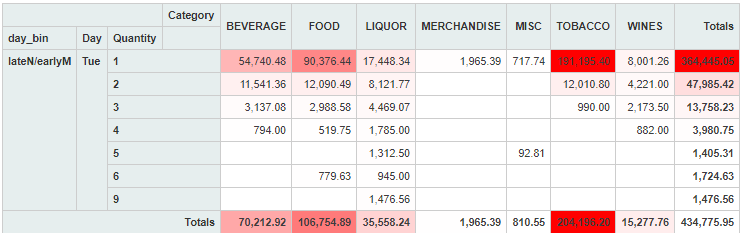 Category BEVERAGE FOOD LIQUOR MERCHANDISE MISC TOBACCO WINES Totals
day_bin Day Quantity
lateN/earlyM Tue 1 54,740.48 90,376.44 17,448.34 1,965.39 717.74 191,195.40 8,001.26 364,445.05
2 11,541.36 12,090.49 8,121.77 12,010.80 4,221.00 47,985.42
3 3,137.08 2,988.58 4,469.07 990.00 2,173.50 13,758.23
4 794.00 519.75 1,785.00 882.00 3,980.75
5 1,312.50 92.81 1,405.31
6 779.63 945.00 1,724.63
9 1,476.56 1,476.56
Totals 70,212.92 106,754.89 35,558.24 1,965.39 810.55 204,196.20 15,277.76 434,775.95